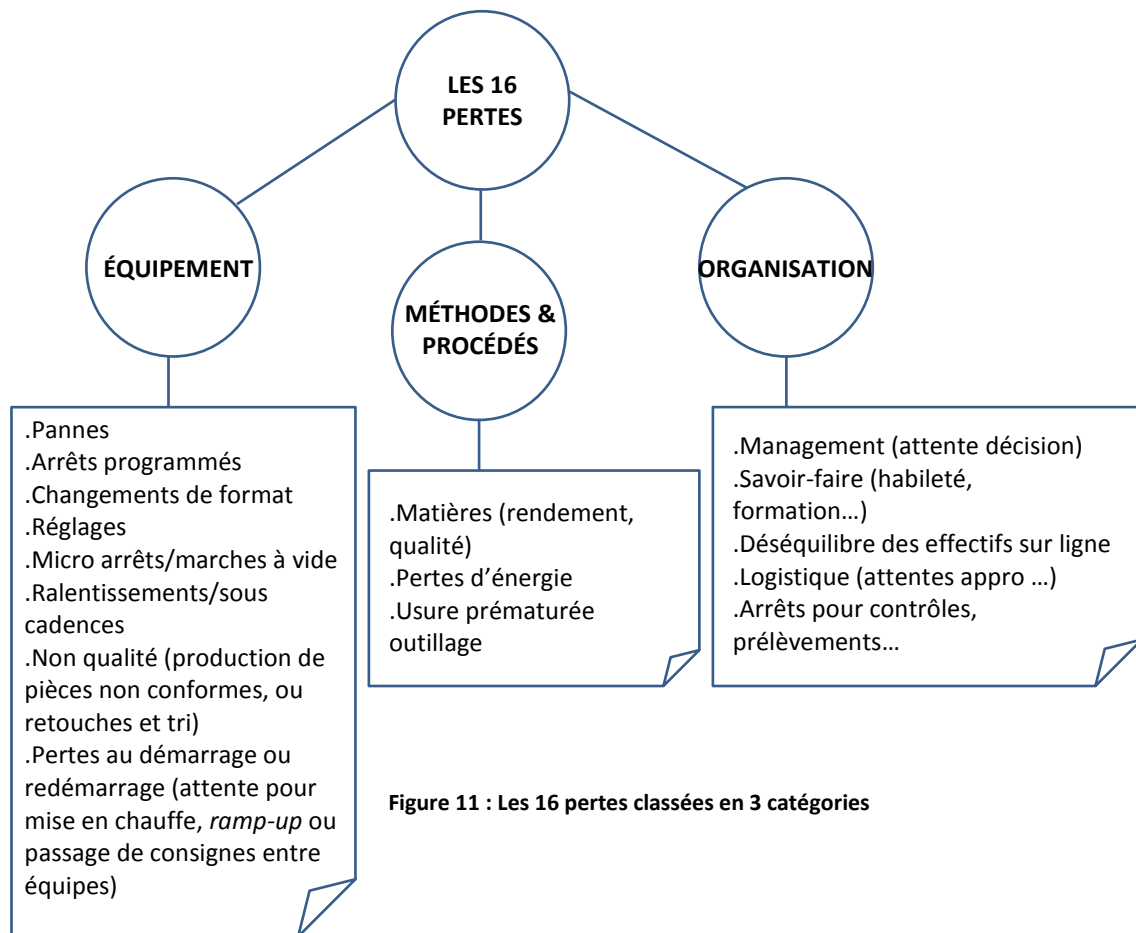 LES 16
PERTES
ÉQUIPEMENT
MÉTHODES &
PROCÉDÉS
ORGANISATION
.Pannes
.Arrêts programmés
.Changements de format
.Réglages
.Micro arrêts/marches à vide
.Ralentissements/sous
cadences
.Non qualité (production de
pièces non conformes, ou
retouches et tri)
.Pertes au démarrage ou
redémarrage (attente pour
mise en chauffe, ramp-up ou
passage de consignes entre
équipes)
.Matières (rendement,
qualité)
.Pertes d’énergie
.Usure prématurée
outillage
.Management (attente décision)
.Savoir-faire (habileté,
formation…)
.Déséquilibre des effectifs sur ligne
.Logistique (attentes appro …)
.Arrêts pour contrôles,
prélèvements…
Figure 11 : Les 16 pertes classées en 3 catégories